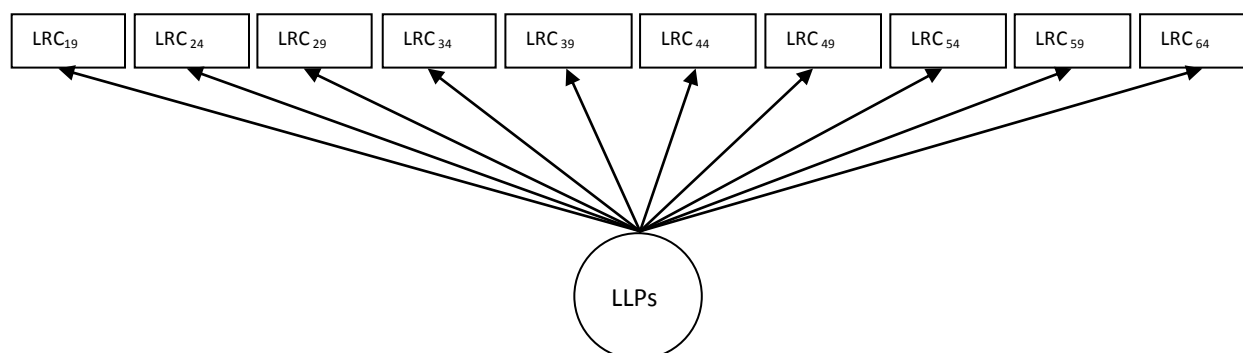 LRC₁₉ LRC₂₄ LRC₂₉ LRC₃₄ LRC₃₉ LRC₄₄ LRC₄₉ LRC₅₄ LRC₅₉ LRC₆₄
LLPs